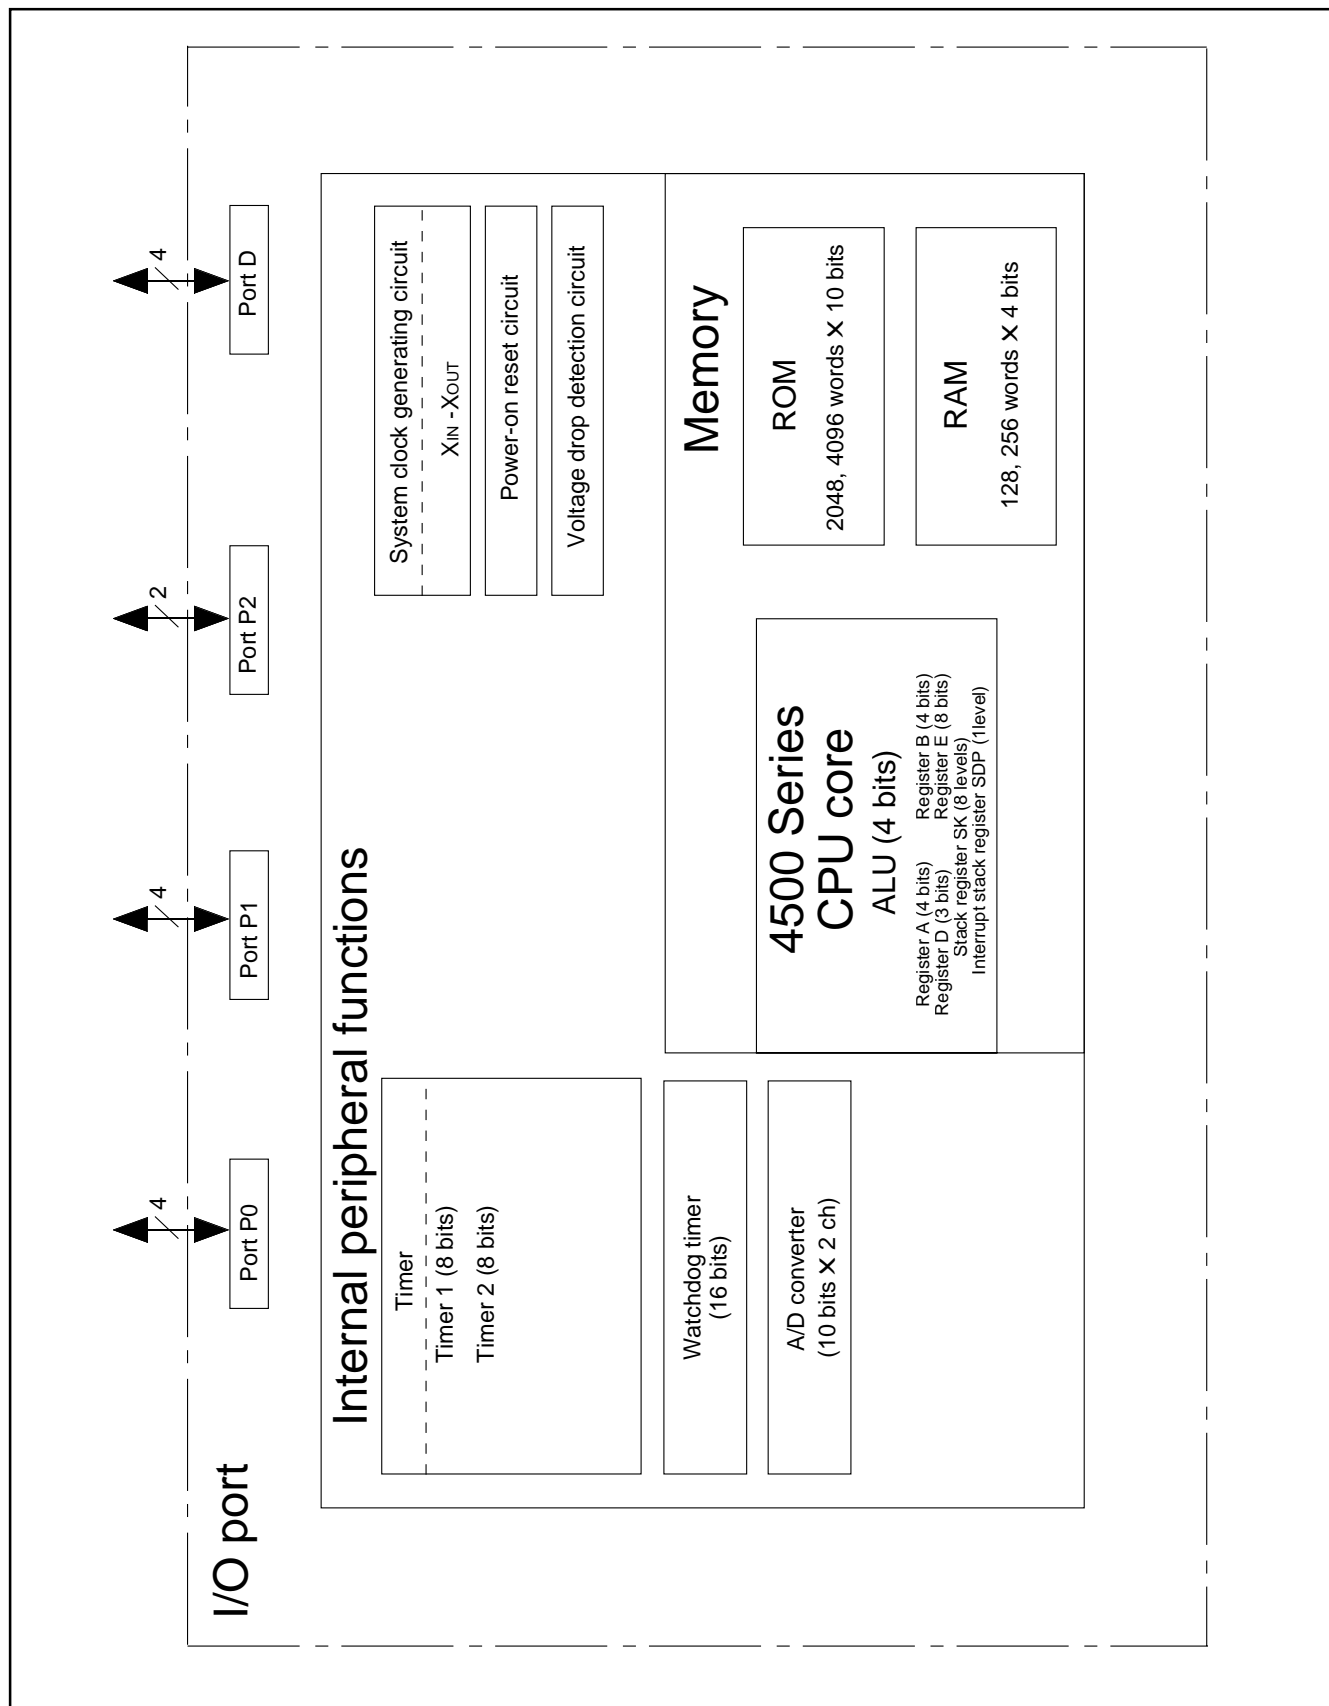 I/O port
4
Port P0
4
Port P1
2
Port P2
4
Port D
Internal peripheral functions
Timer
Timer 1 (8 bits)
Timer 2 (8 bits)
Watchdog timer
(16 bits)
A/D converter
(10 bits ✕ 2 ch)
System clock generating circuit
XIN -XOUT
Power-on reset circuit
Voltage drop detection circuit
4500 Series
CPU core
ALU (4 bits)
Register A (4 bits) Register B (4 bits)
Register D (3 bits) Register E (8 bits)
Stack register SK (8 levels)
Interrupt stack register SDP (1level)
Memory
ROM
2048, 4096 words ✕ 10 bits
RAM
128, 256 words ✕ 4 bits